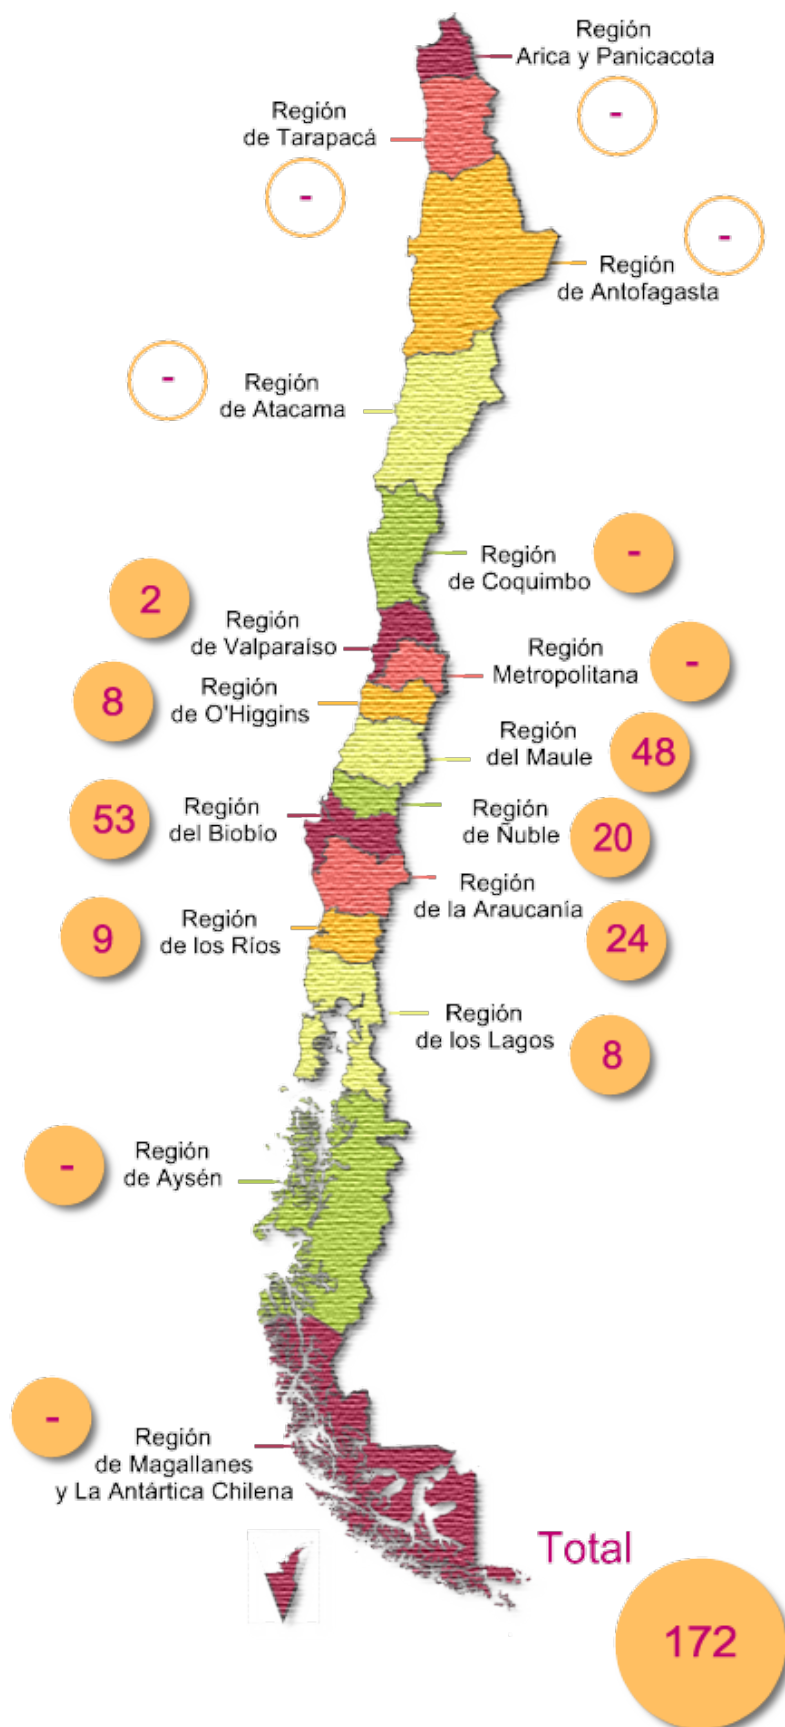 Región
Arica y Panicacota
-
Región
de Tarapacá
-
-
Región
de Antofagasta
-
Región
de Atacama
Región
de Coquimbo
-
2
Región
de Valparaíso
Región
Metropolitana
-
8
Región
de O'Higgins
Región
del Maule
48
53
Región
del Biobío
Región
de Ñuble
20
Región
de la Araucanía
24
9
Región
de los Ríos
Región
de los Lagos
8
-
Región
de Aysén
-
Región
de Magallanes
y La Antártica Chilena
Total
172